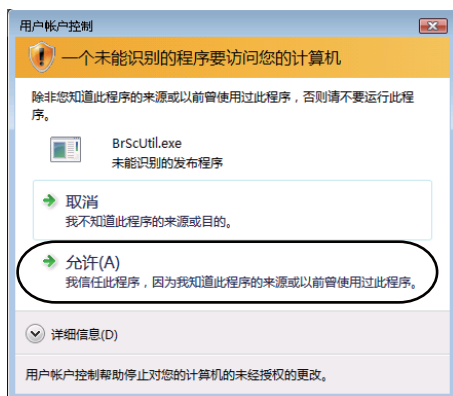 用户帐户控制
一个未能识别的程序要访问您的计算机
除非您知道此程序的来源或以前曾使用过此程序，否则请不要运行此程
序。
BrScUtil.exe
未能识别的发布程序
取消
我不知道此程序的来源或目的。
允许(A)
我信任此程序，因为我知道此程序的来源或以前曾使用过此程序。
详细信息(D)
用户帐户控制帮助停止对您的计算机的未经授权的更改。